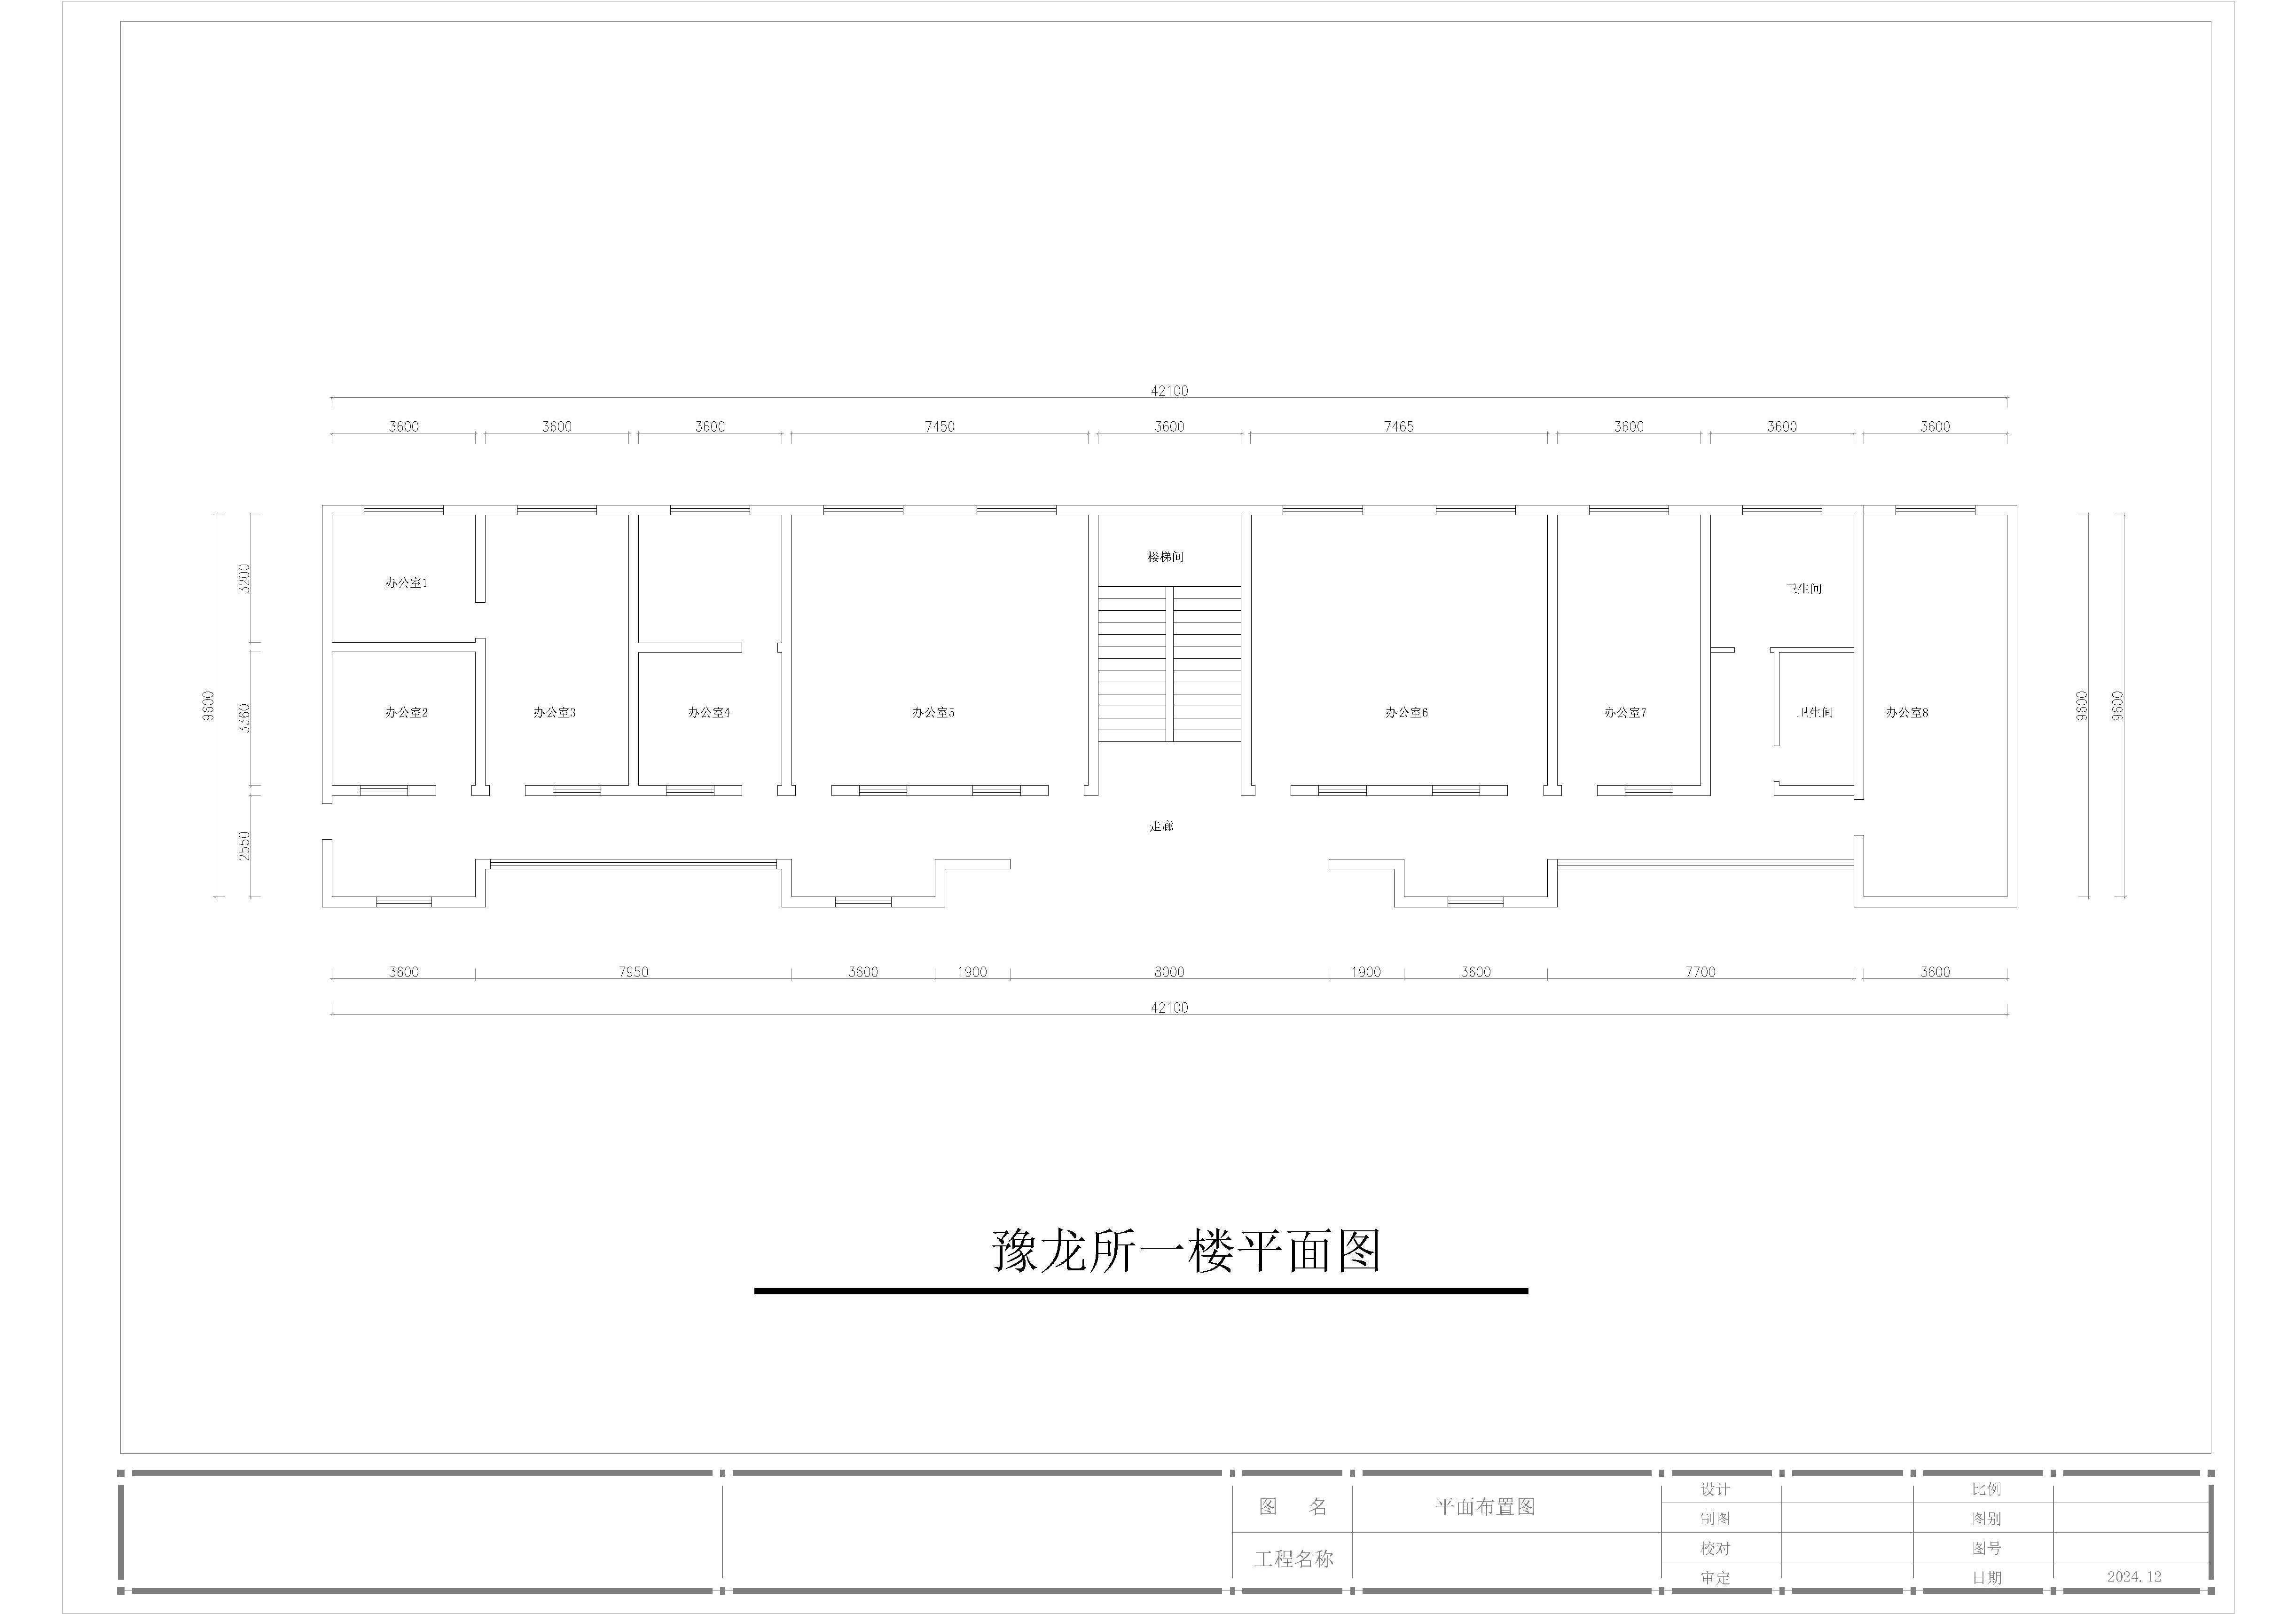 42100
3600 3600 3600 7450 3600 7465 3600 3600 3600
楼梯间
办公室1
卫生间
3200
9600
3360
办公室2 办公室3 办公室4 办公室5 办公室6 办公室7 卫生间 办公室8
9600 9600
走廊
2550
3600 7950 3600 1900 8000 1900 3600 7700 3600
42100
豫龙所一楼平面图
图 名 平面布置图
工程名称
设计 比例
制图 图别
校对 图号
审定 日期 2024.12